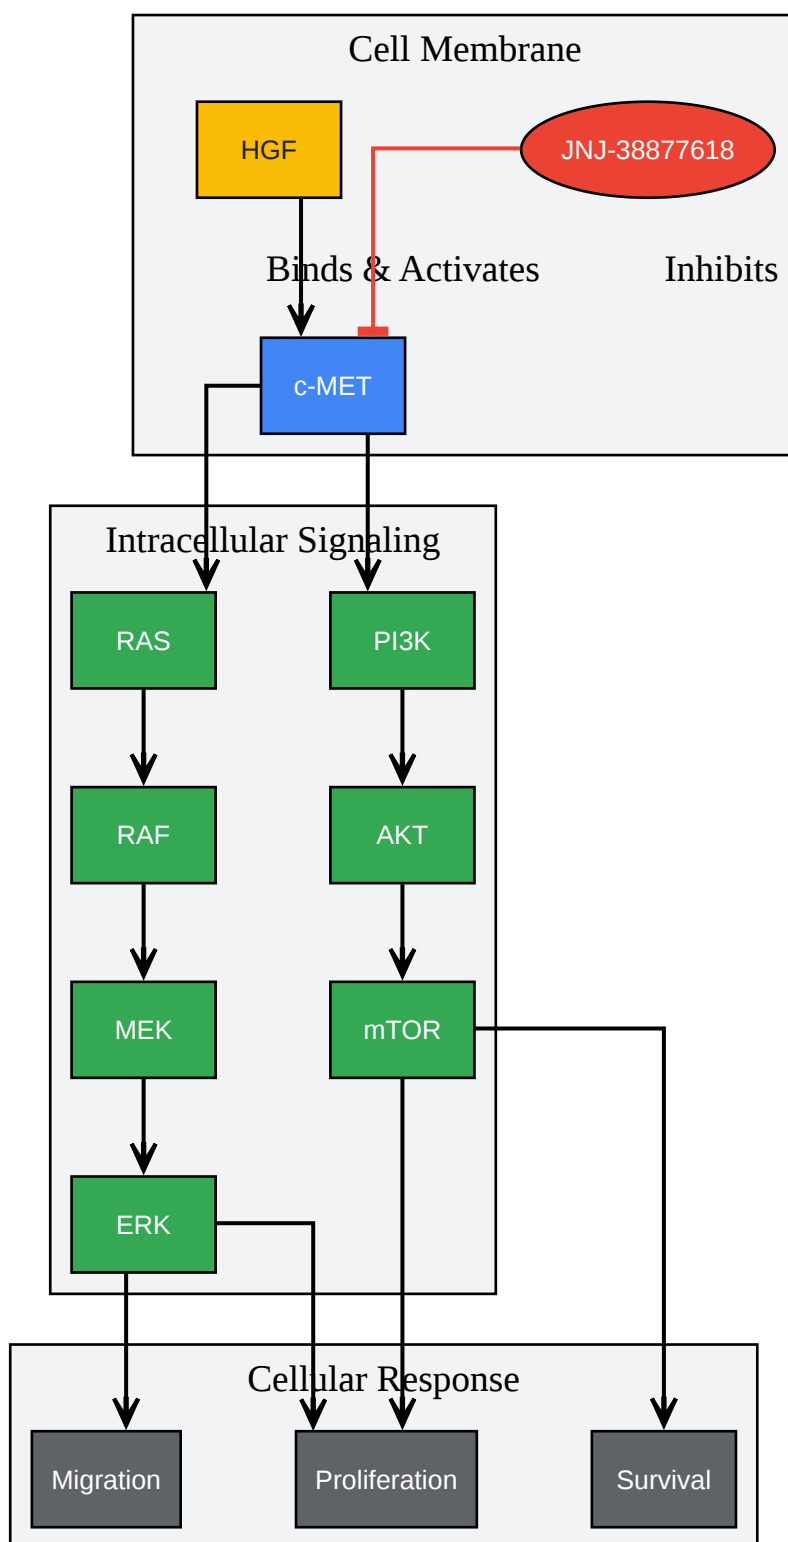 Cell Membrane
HGF
JNJ-38877618
Binds & Activates
Inhibits
c-MET
Intracellular Signaling
RAS
PI3K
RAF
AKT
MEK
mTOR
ERK
Cellular Response
Migration
Proliferation
Survival